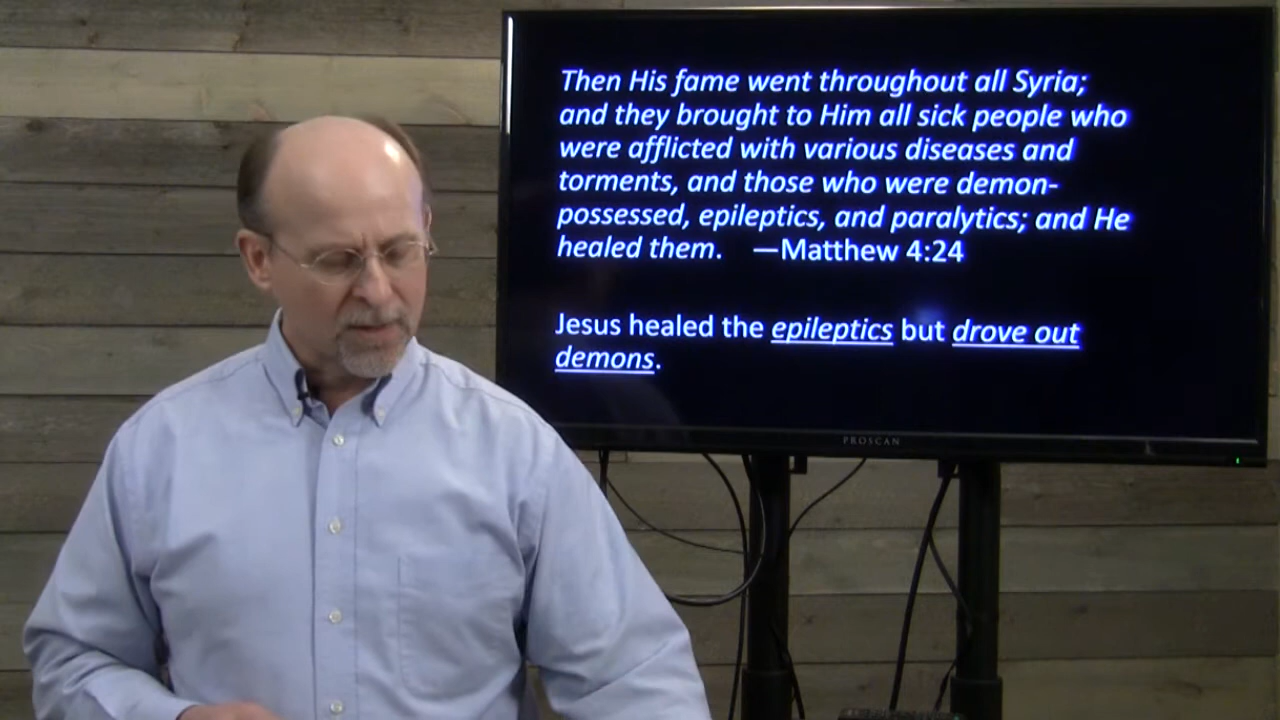 Then His fame went throughout all Syria;
and they brought to Him all sick people who
were afflicted with various diseases and
torments, and those who were demon-
possessed, epileptics, and paralytics; and He
healed them. —Matthew 4:24
Jesus healed the epileptics but drove out
demons.
PROSCAN